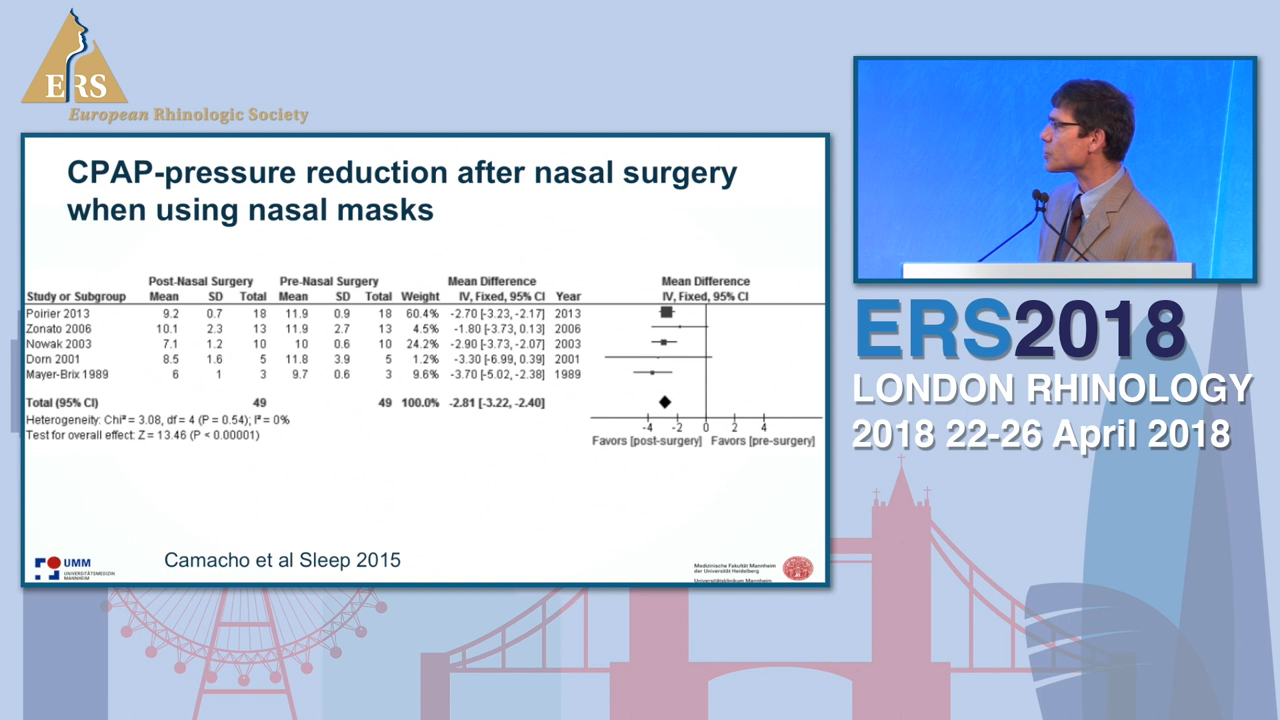 ERS
European Rhinologic Society
CPAP-pressure reduction after nasal surgery
when using nasal masks
Post-Nasal Surgery Pre-Nasal Surgery Mean Difference Mean Difference
Study or Subgroup Mean SD Total Mean SD Total Weight IV, Fixed, 95% CI Year IV, Fixed, 95% CI
Poirier 2013 9.2 0.7 18 11.9 0.9 18 60.4% -2.70 [-3.23, -2.17] 2013
Zonato 2006 10.1 2.3 13 11.9 2.7 13 4.5% -1.80 [-3.73, 0.13] 2006
Nowak 2003 7.1 1.2 10 10 0.6 10 24.2% -2.90 [-3.73, -2.07] 2003
Dorn 2001 8.5 1.6 5 11.8 3.9 5 1.2% -3.30 [-6.99, 0.39] 2001
Mayer-Brix 1989 6 1 3 9.7 0.6 3 9.6% -3.70 [-5.02, -2.38] 1989
Total (95% CI) 49 49 100.0% -2.81 [-3.22, -2.40]
Heterogeneity: Chi² = 3.08, df = 4 (P = 0.54); I² = 0%
Test for overall effect: Z = 13.46 (P < 0.00001)
-4 -2 0 2 4
Favors [post-surgery] Favors [pre-surgery]
Camacho et al Sleep 2015
UMM
UNIVERSITÄTSMEDIZIN
MANNHEIM
Medizinische Fakultät Mannheim
der Universität Heidelberg
Universitätsklinikum Mannheim
ERS2018
LONDON RHINOLOGY
2018 22-26 April 2018